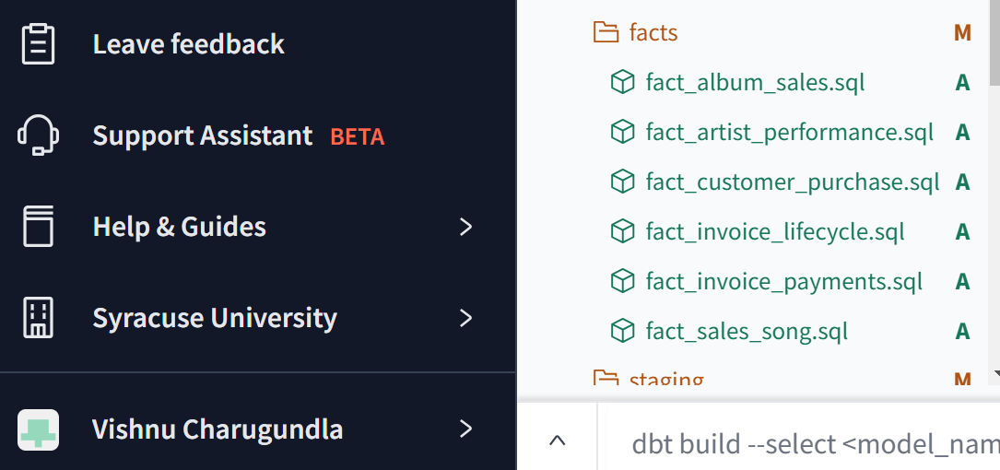 Leave feedback
Support Assistant BETA
Help & Guides
Syracuse University
Vishnu Charugundla
facts M
fact_album_sales.sql A
fact_artist_performance.sql A
fact_customer_purchase.sql A
fact_invoice_lifecycle.sql A
fact_invoice_payments.sql A
fact_sales_song.sql A
staging M
dbt build --select <model_nam